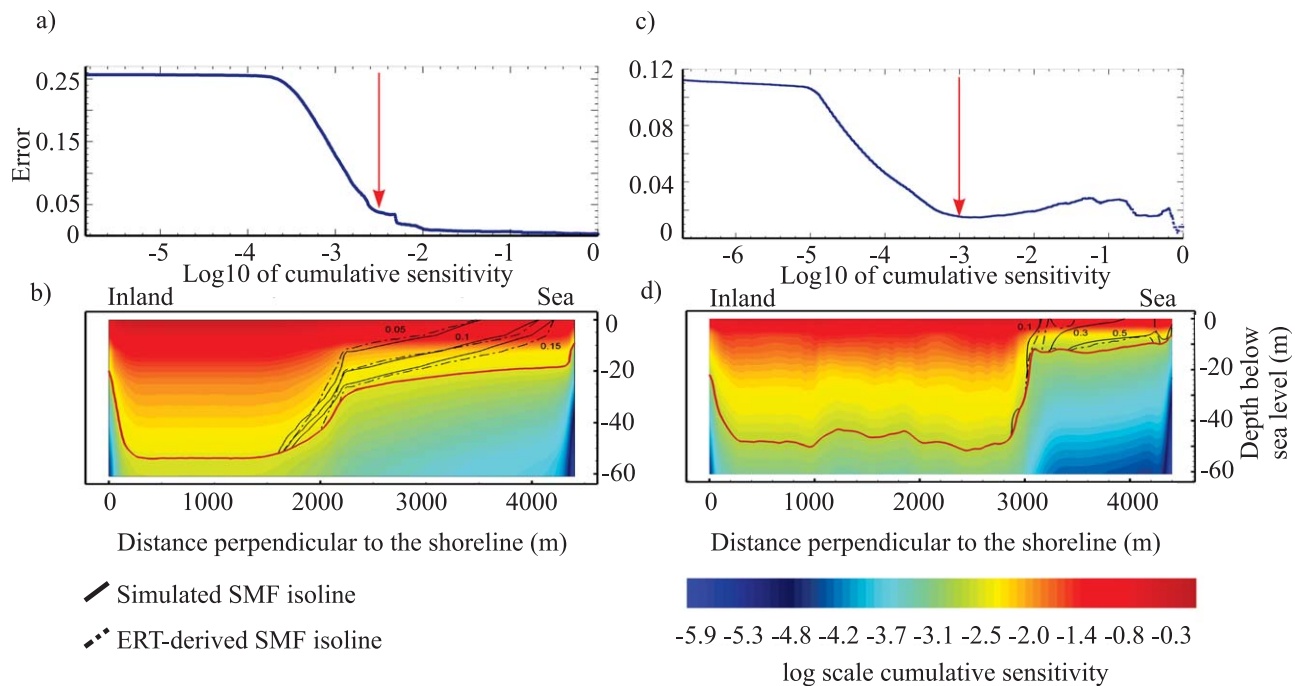 a)
0.25
0.15
0.05
0
Error
-5 -4 -3 -2 -1 0
Log10 of cumulative sensitivity
c)
0.12
0.08
0.04
0
-6 -5 -4 -3 -2 -1 0
Log10 of cumulative sensitivity
b)
Inland Sea
0.05
0.1
0.15
0
-20
-40
-60
0 1000 2000 3000 4000
Distance perpendicular to the shoreline (m)
d)
Inland Sea
0.1
0.3
0.5
0
-20
-40
-60
Depth below
sea level (m)
0 1000 2000 3000 4000
Distance perpendicular to the shoreline (m)
Simulated SMF isoline
ERT-derived SMF isoline
-5.9 -5.3 -4.8 -4.2 -3.7 -3.1 -2.5 -2.0 -1.4 -0.8 -0.3
log scale cumulative sensitivity